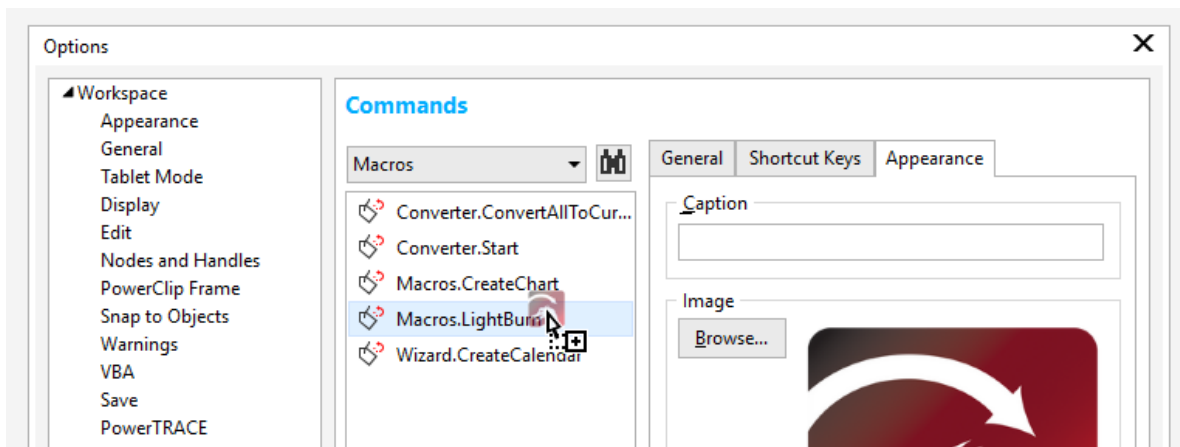 Options
Workspace
Appearance
General
Tablet Mode
Display
Edit
Nodes and Handles
PowerClip Frame
Snap to Objects
Warnings
VBA
Save
PowerTRACE
Commands
Macros
Converter.ConvertAllToCur...
Converter.Start
Macros.CreateChart
Macros.LightBurn
Wizard.CreateCalendar
General Shortcut Keys Appearance
Caption
Image
Browse...